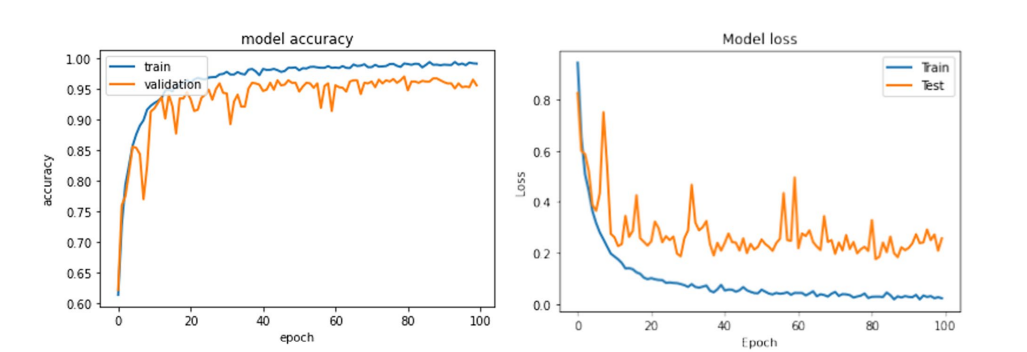 model accuracy
train
validation
1.00
0.95
0.90
0.85
0.80
0.75
0.70
0.65
0.60
accuracy
0
20
40
60
80
100
epoch
Model loss
Train
Test
0.8
0.6
0.4
0.2
0.0
Loss
0
20
40
60
80
100
Epoch